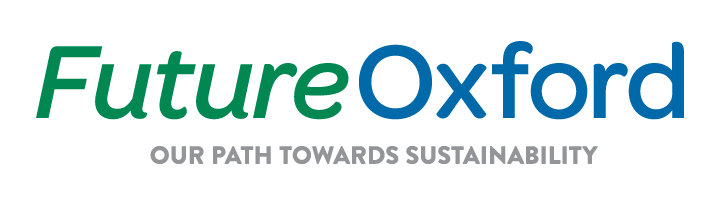 FutureOxford
OUR PATH TOWARDS SUSTAINABILITY